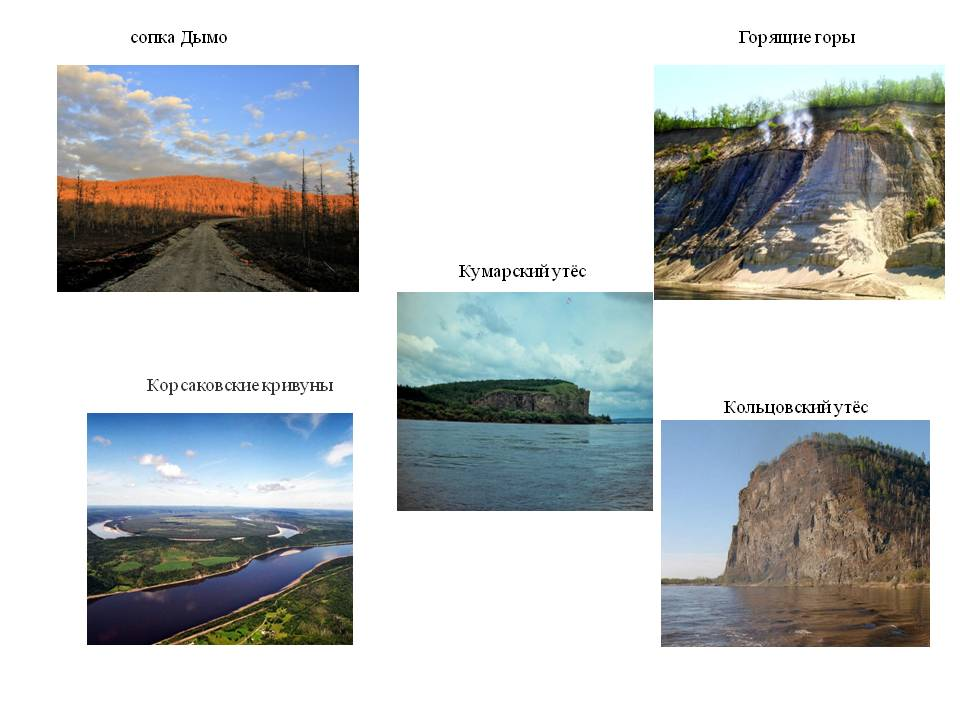 сопка Дымо
Горящие горы
Кумарский утёс
Корсаковские кривуны
Кольцовский утёс